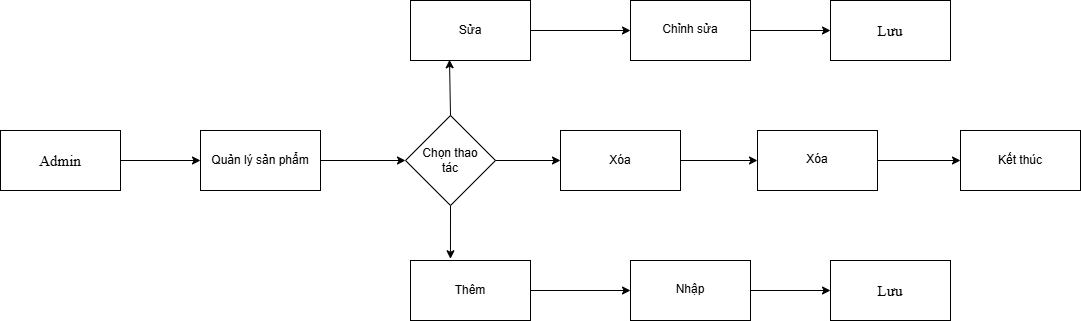 Sửa
Chỉnh sửa
Lưu
Admin
Quản lý sản phẩm
Chọn thao
tác
Xóa
Xóa
Kết thúc
Thêm
Nhập
Lưu